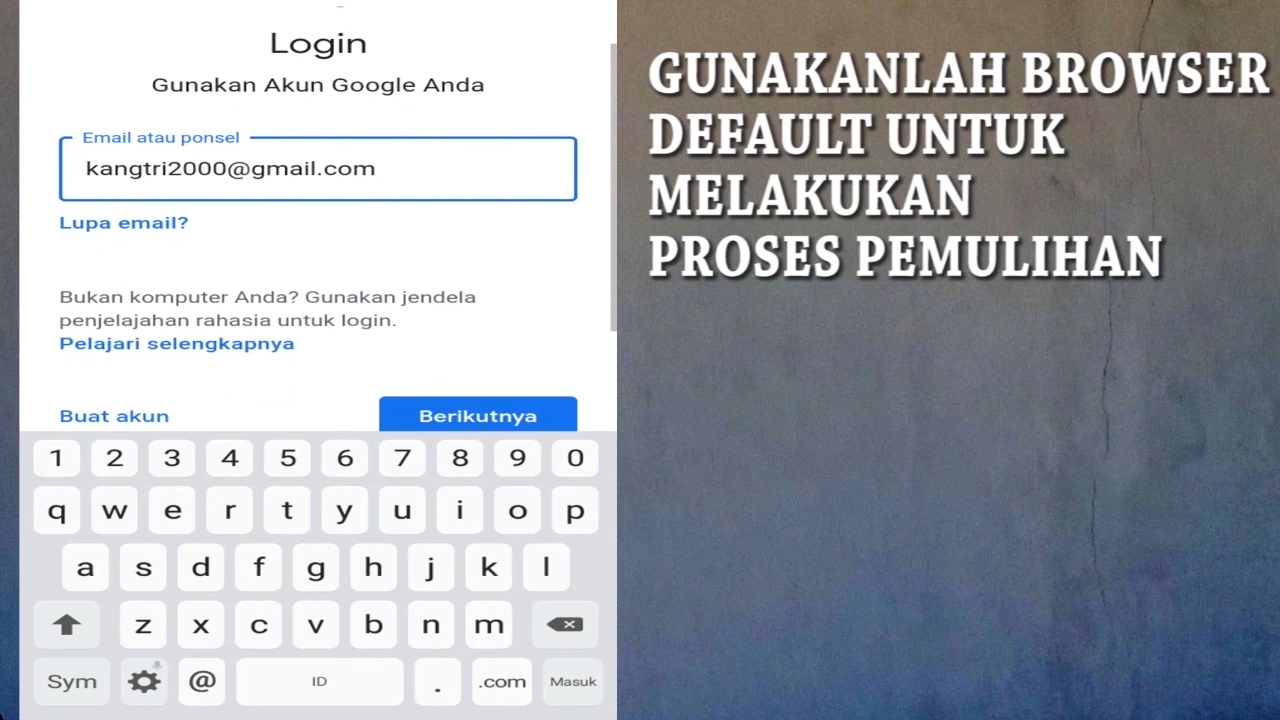 Login
Gunakan Akun Google Anda
Email atau ponsel
kangtri2000@gmail.com
Lupa email?
Bukan komputer Anda? Gunakan jendela
penjelajahan rahasia untuk login.
Pelajari selengkapnya
Buat akun
Berikutnya
1 2 3 4 5 6 7 8 9 0
q w e r t y u i o p
a s d f g h j k l
z x c v b n m
Sym @ ID . .com Masuk
GUNAKANLAH BROWSER
DEFAULT UNTUK
MELAKUKAN
PROSES PEMULIHAN